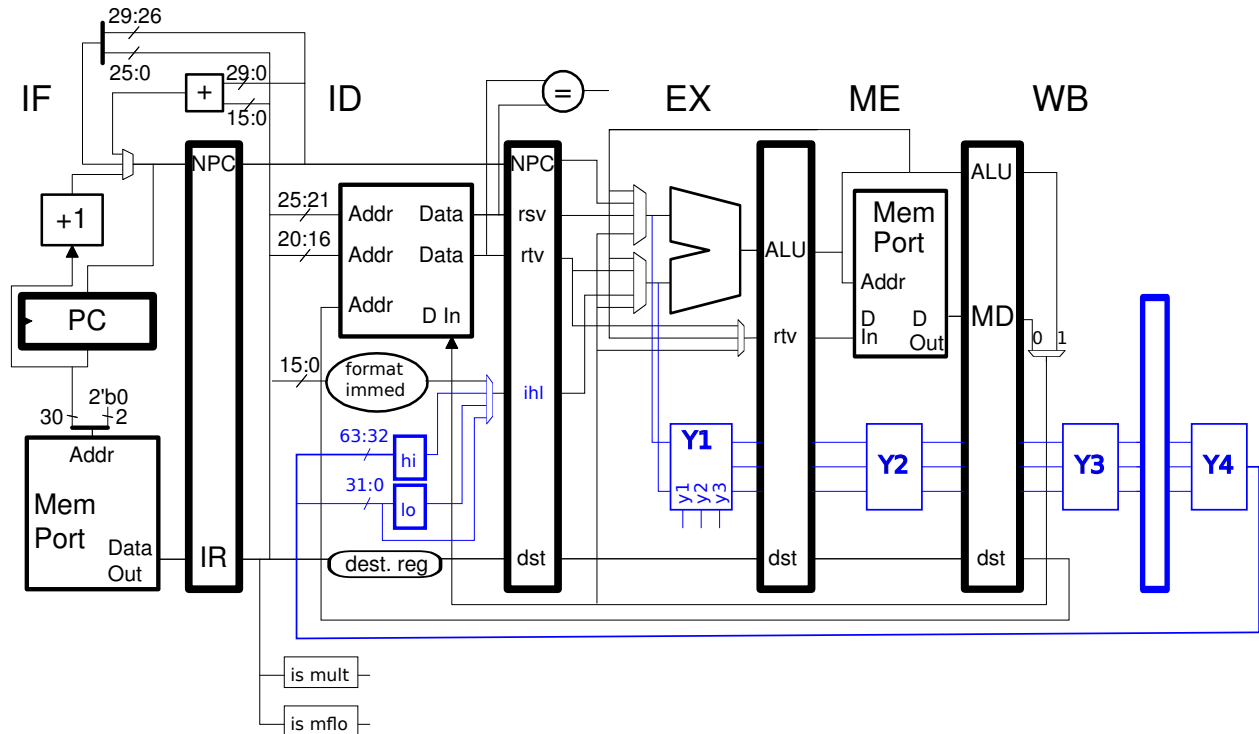 29:26
25:0
29:0
15:0
+
=
IF
ID
EX
ME
WB
NPC
NPC
+1
25:21
Addr
Data
rsv
ALU
Mem
Port
20:16
Addr
Data
rtv
ALU
Addr
PC
Addr
D In
rtv
D
In
D
Out
MD
0 1
15:0
format
immed
ihl
30
2'b0
2
Addr
63:32
hi
31:0
lo
Y1
y1
y2
y3
Y2
Y3
Y4
Mem
Port
Data
Out
IR
dest. reg
dst
dst
dst
is mult
is mflo